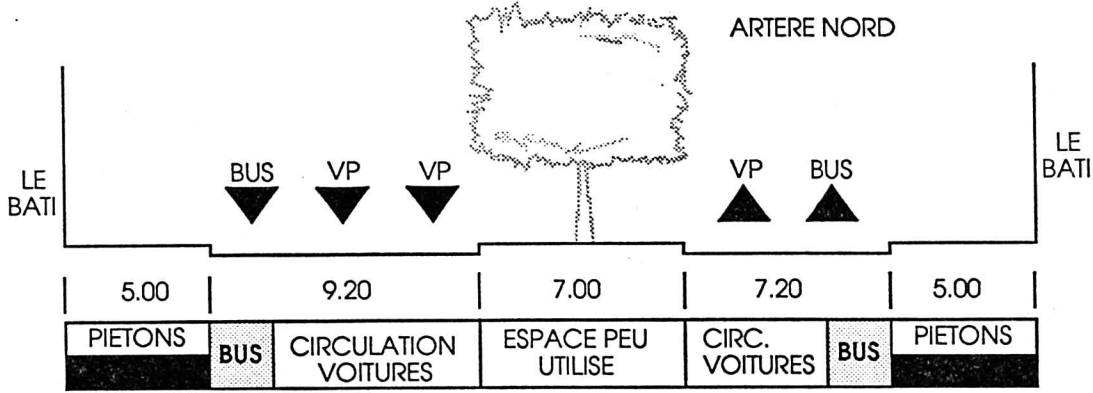 ARTERE NORD
LE
BATI
BUS VP VP VP BUS
LE
BATI
5.00 9.20 7.00 7.20 5.00
PIETONS BUS CIRCULATION
VOITURES ESPACE PEU
UTILISE CIRC.
VOITURES BUS PIETONS